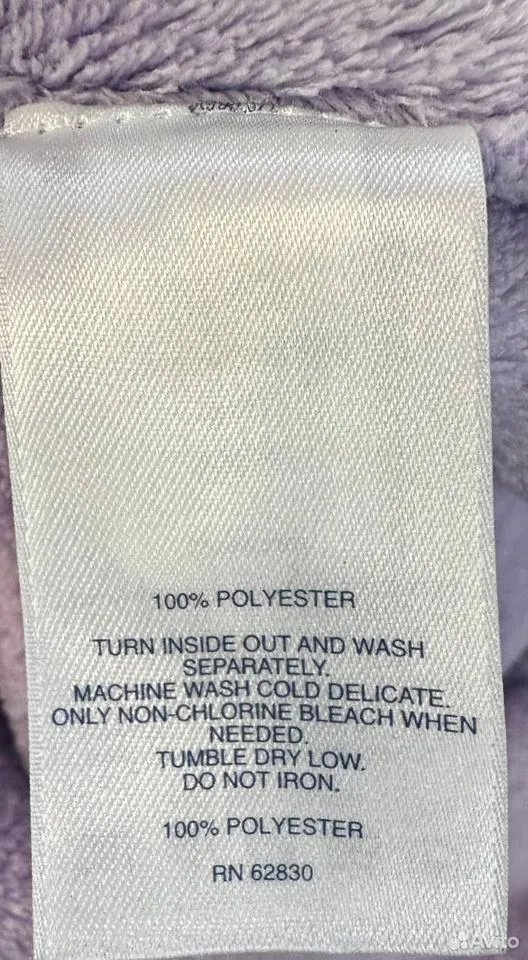 100% POLYESTER
TURN INSIDE OUT AND WASH
SEPARATELY.
MACHINE WASH COLD DELICATE.
ONLY NON-CHLORINE BLEACH WHEN
NEEDED.
TUMBLE DRY LOW.
DO NOT IRON.
100% POLYESTER
RN 62830
Avito